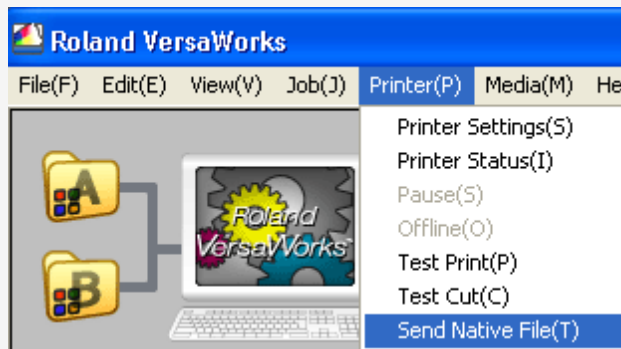 Roland VersaWorks
File(F) Edit(E) View(V) Job(J) Printer(P) Media(M) He
Printer Settings(S)
Printer Status(I)
Pause(S)
Offline(O)
Test Print(P)
Test Cut(C)
Send Native File(T)
A
Roland
VersaWorks
B